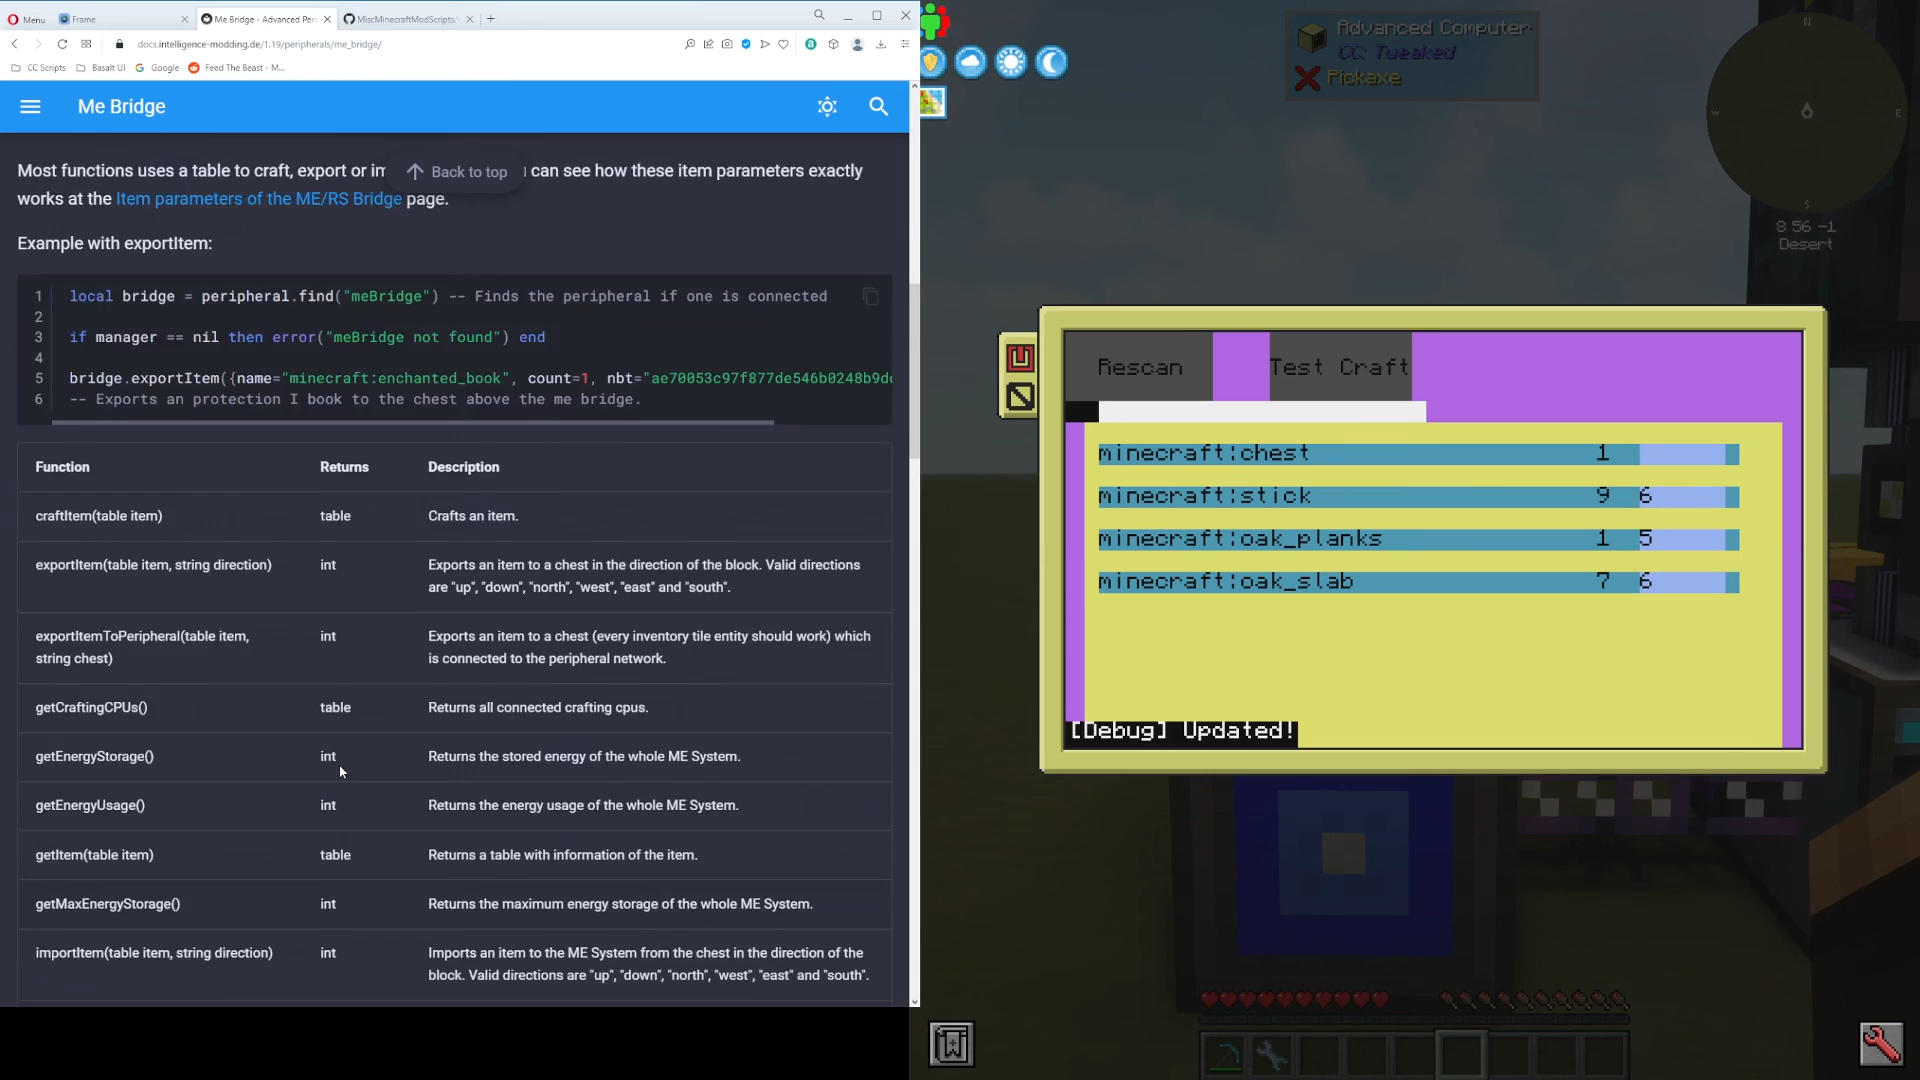 Menu
Frame
Me Bridge - Advanced Per
MiscMinecraftModScripts/
docs.intelligence-modding.de/1.19/peripherals/me_bridge/
CC Scripts
Basalt UI
Google
Feed The Beast - M...
Me Bridge
Most functions uses a table to craft, export or im
Back to top
can see how these item parameters exactly
works at the Item parameters of the ME/RS Bridge page.
Example with exportItem:
1 local bridge = peripheral.find("meBridge") -- Finds the peripheral if one is connected
2
3 if manager == nil then error("meBridge not found") end
4
5 bridge.exportItem({name="minecraft:enchanted_book", count=1, nbt="ae70053c97f877de546b0248b9d
6 -- Exports an protection I book to the chest above the me bridge.
Function Returns Description
craftItem(table item) table Crafts an item.
exportItem(table item, string direction) int Exports an item to a chest in the direction of the block. Valid directions
are "up", "down", "north", "west", "east" and "south".
exportItemToPeripheral(table item, int Exports an item to a chest (every inventory tile entity should work) which
string chest) is connected to the peripheral network.
getCraftingCPUs() table Returns all connected crafting cpus.
getEnergyStorage() int Returns the stored energy of the whole ME System.
getEnergyUsage() int Returns the energy usage of the whole ME System.
getItem(table item) table Returns a table with information of the item.
getMaxEnergyStorage() int Returns the maximum energy storage of the whole ME System.
importItem(table item, string direction) int Imports an item to the ME System from the chest in the direction of the
block. Valid directions are "up", "down", "north", "west", "east" and "south".
Advanced Computer
CC: Tweaked
Pickaxe
N
W
E
S
8 56 -1
Desert
Rescan
Test Craft
minecraft:chest 1
minecraft:stick 9 6
minecraft:oak_planks 1 5
minecraft:oak_slab 7 6
[Debug] Updated!